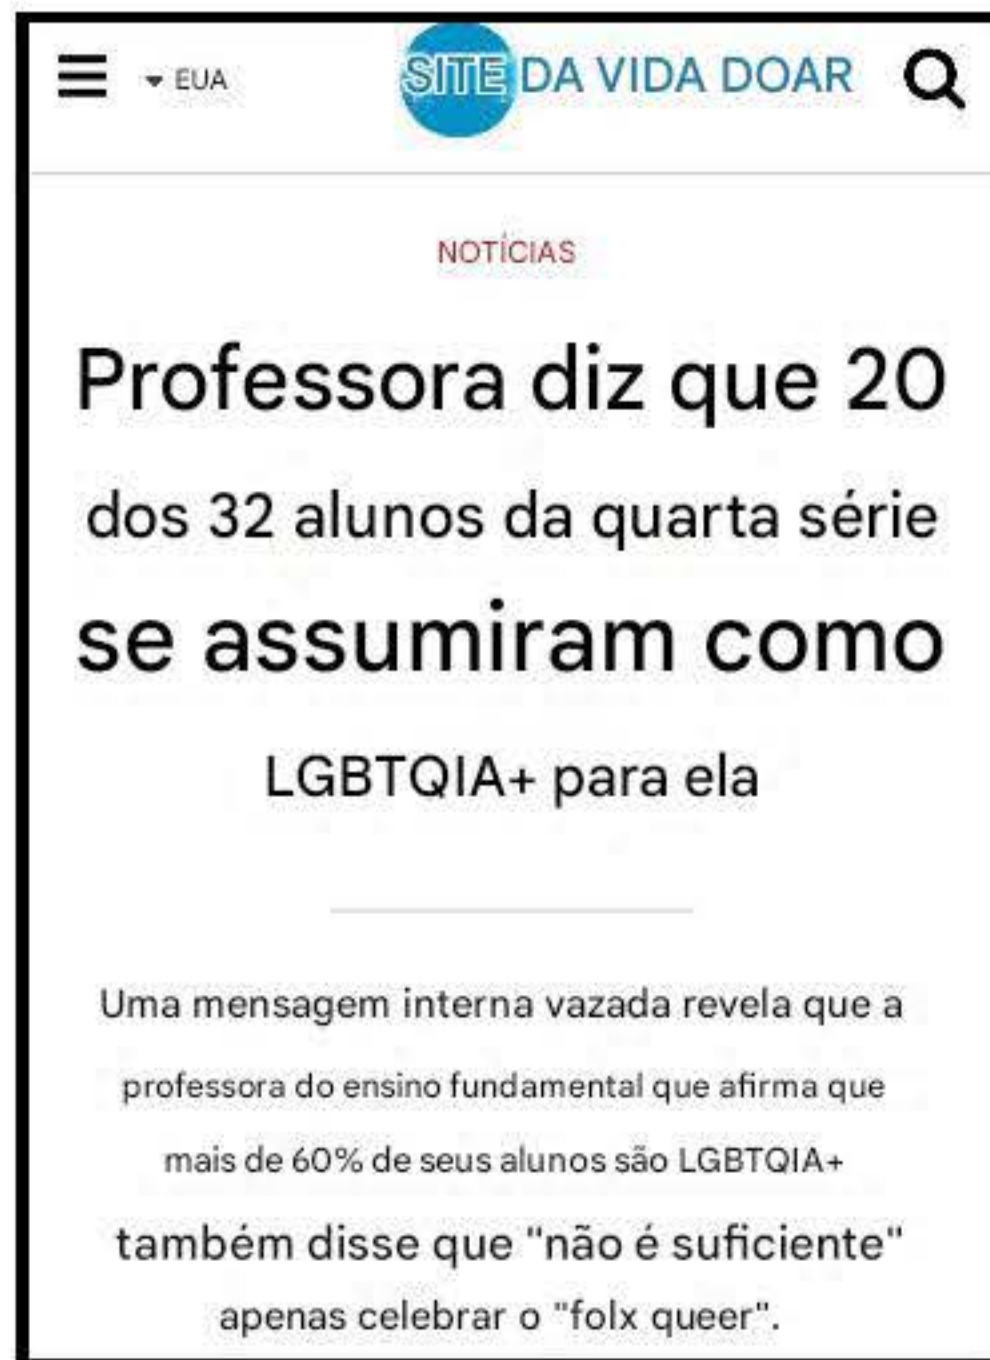 EUA
SITE DA VIDA DOAR
NOTÍCIAS
Professora diz que 20
dos 32 alunos da quarta série
se assumiram como
LGBTQIA+ para ela
Uma mensagem interna vazada revela que a
professora do ensino fundamental que afirma que
mais de 60% de seus alunos são LGBTQIA+
também disse que "não é suficiente"
apenas celebrar o "folx queer".